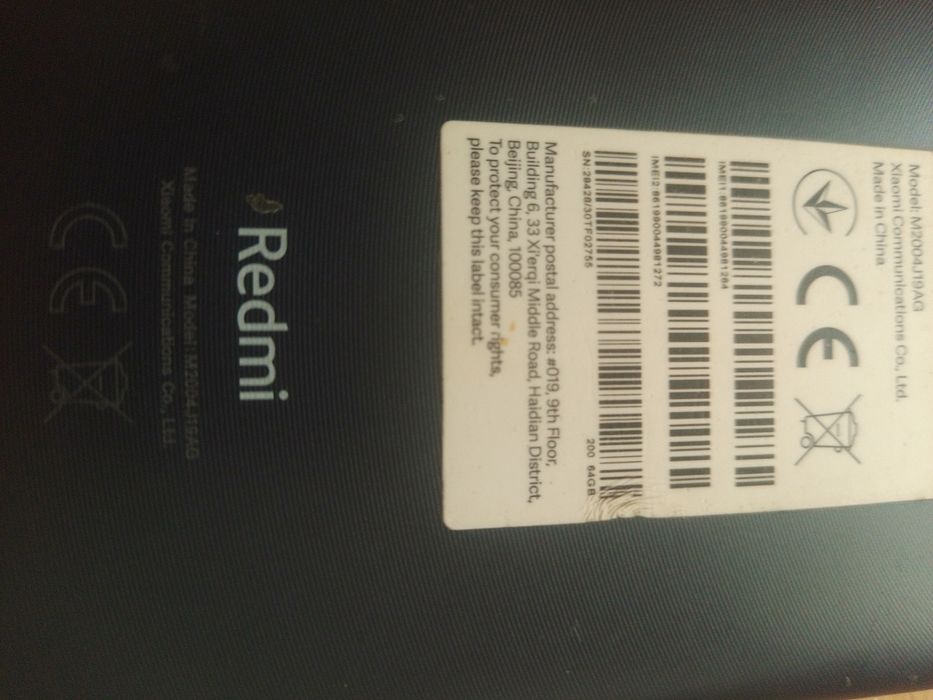 Model: M2004J19AG
Xiaomi Communications Co., Ltd.
Made in China
IMEI1:861980044981264
IMEI2:861980044981272
SN:28428/30TF02755
200 64GB
Manufacturer postal address: #019, 9th Floor,
Building 6, 33 Xi'erqi Middle Road, Haidian District,
Beijing, China, 100085
To protect your consumer rights,
please keep this label intact.
Redmi
Made in China Model:M2004J19AG
Xiaomi Communications Co., Ltd